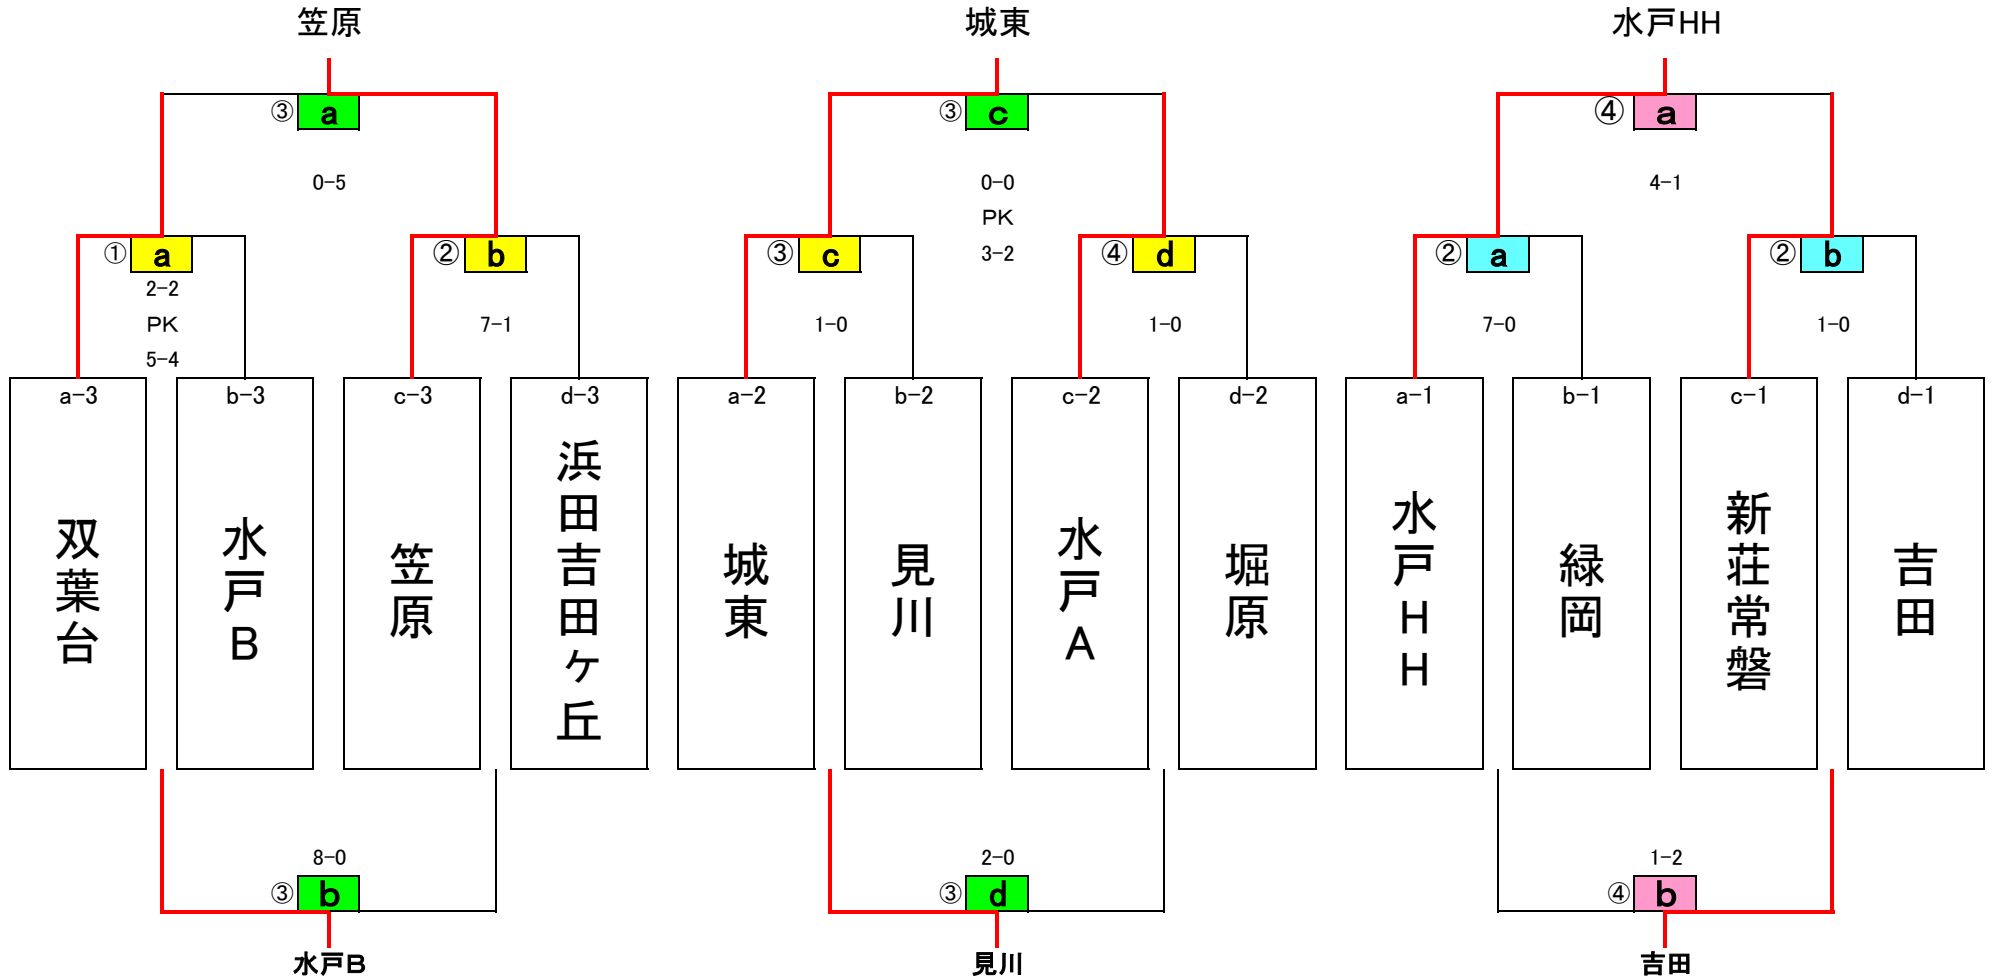 笠原 城東 水戸HH
③ a ③ c ④ a
0-5 0-0 4-1
PK
① a ② b ③ c 3-2 ④ d ② a ② b
2-2
PK 7-1 1-0 1-0 7-0 1-0
5-4
a-3 b-3 c-3 d-3 a-2 b-2 c-2 d-2 a-1 b-1 c-1 d-1
双葉台
水戸B
笠原
浜田吉田ヶ丘
城東
見川
水戸A
堀原
水戸HH
緑岡
新荘常磐
吉田
8-0 2-0 1-2
③ b ③ d ④ b
水戸B 見川 吉田